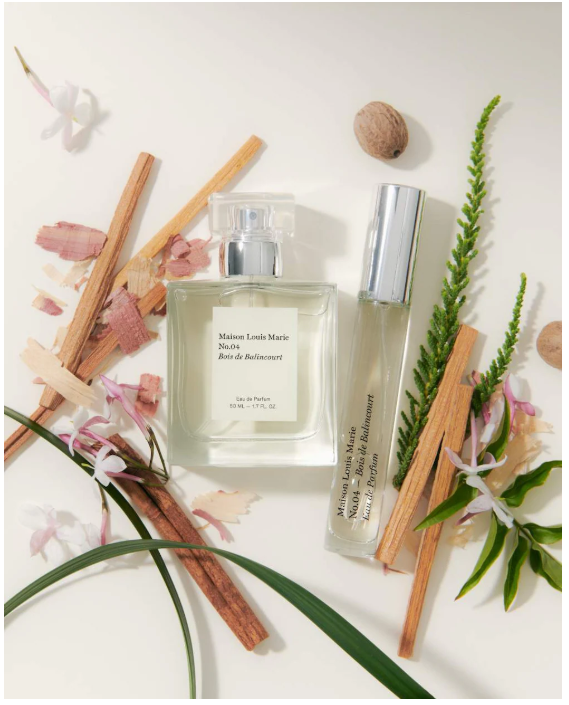 Maison Louis Marie
No.04
Bois de Balincourt
Eau de Parfum
50 ML – 1.7 FL. OZ
Maison Louis Marie
No.04 Bois de Balincourt
Eau de Parfum